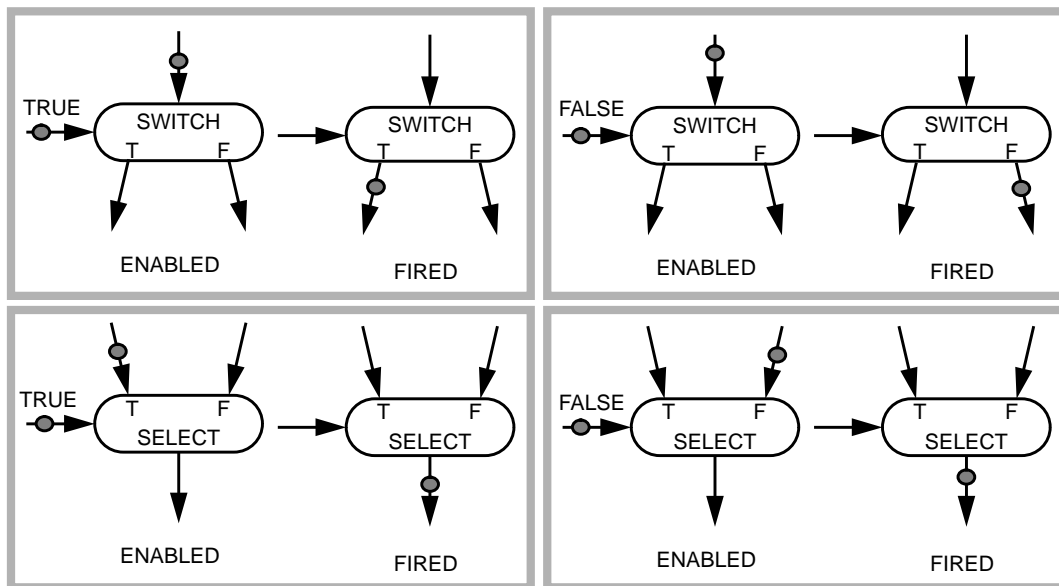 TRUE
SWITCH
T F
ENABLED
SWITCH
T F
FIRED
FALSE
SWITCH
T F
ENABLED
SWITCH
T F
FIRED
TRUE
T F
SELECT
ENABLED
T F
SELECT
FIRED
FALSE
T F
SELECT
ENABLED
T F
SELECT
FIRED